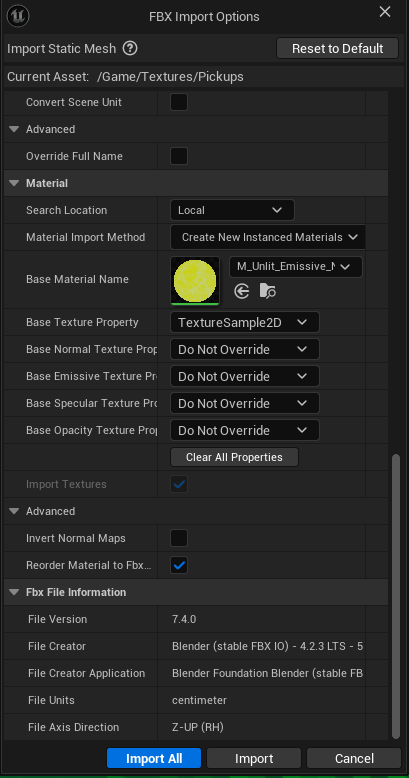 FBX Import Options
Import Static Mesh ?
Reset to Default
Current Asset: /Game/Textures/Pickups
Convert Scene Unit
Advanced
Override Full Name
Material
Search Location Local
Material Import Method Create New Instanced Materials
Base Material Name M_Unlit_Emissive_N
Base Texture Property TextureSample2D
Base Normal Texture Prop Do Not Override
Base Emissive Texture Pr Do Not Override
Base Specular Texture Pro Do Not Override
Base Opacity Texture Prop Do Not Override
Clear All Properties
Import Textures
Advanced
Invert Normal Maps
Reorder Material to Fbx...
Fbx File Information
File Version 7.4.0
File Creator Blender (stable FBX IO) - 4.2.3 LTS - 5
File Creator Application Blender Foundation Blender (stable FB
File Units centimeter
File Axis Direction Z-UP (RH)
Import All Import Cancel